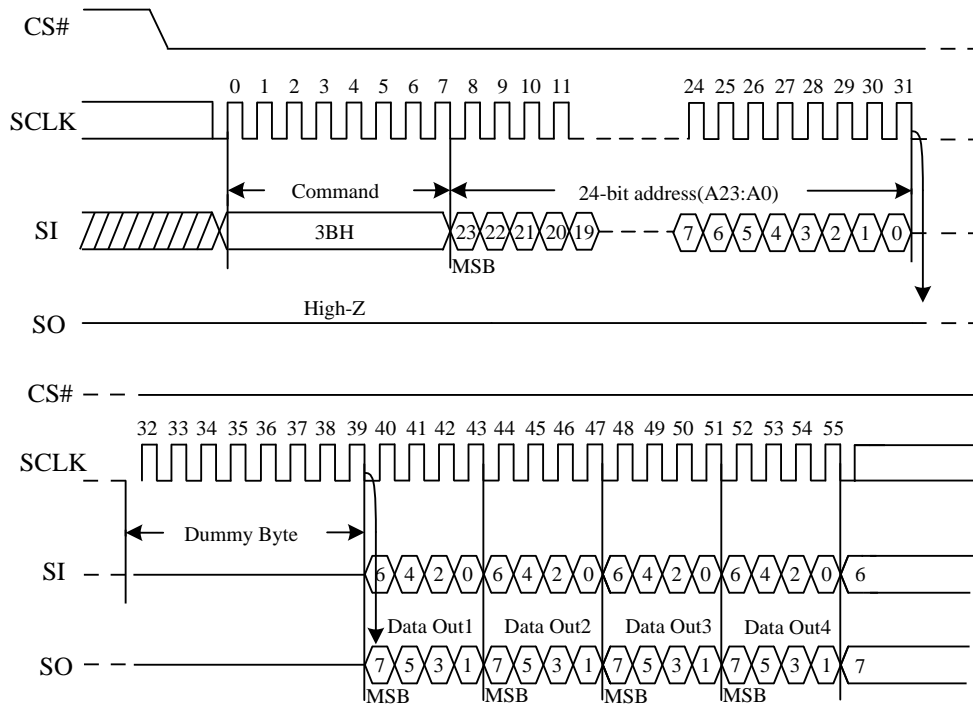 CS#
0 1 2 3 4 5 6 7 8 9 10 11 24 25 26 27 28 29 30 31
SCLK
Command 24-bit address(A23:A0)
SI 3BH 23 22 21 20 19 7 6 5 4 3 2 1 0
MSB
High-Z
SO
CS#
32 33 34 35 36 37 38 39 40 41 42 43 44 45 46 47 48 49 50 51 52 53 54 55
SCLK
Dummy Byte
SI 6 4 2 0 6 4 2 0 6 4 2 0 6 4 2 0 6
Data Out1 Data Out2 Data Out3 Data Out4
SO 7 5 3 1 7 5 3 1 7 5 3 1 7 5 3 1 7
MSB MSB MSB MSB